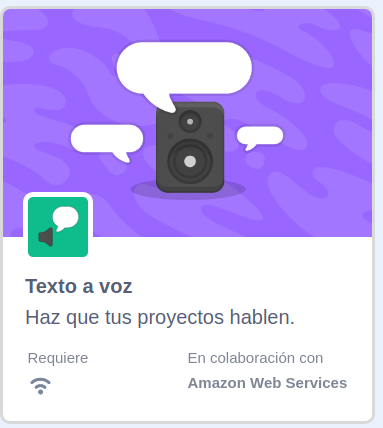 Texto a voz
Haz que tus proyectos hablen.
Requiere
En colaboración con
Amazon Web Services